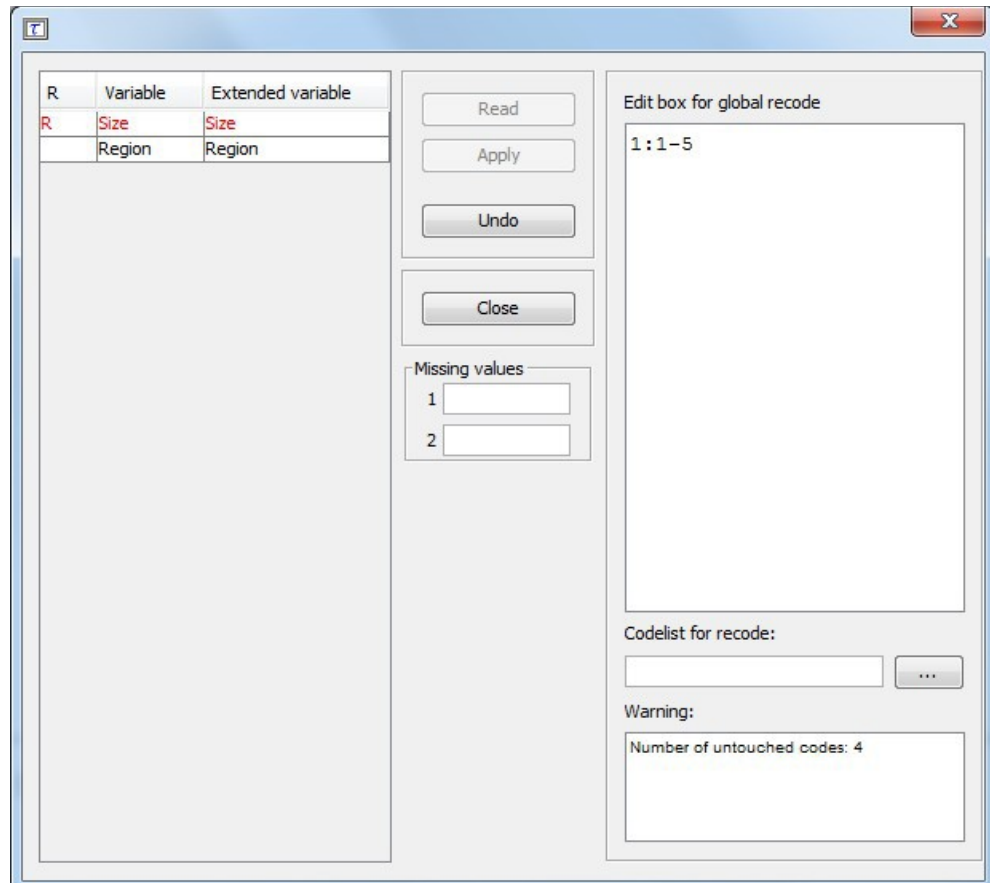 τ
R Variable Extended variable
R Size Size
Region Region
Read
Apply
Undo
Close
Missing values
1
2
Edit box for global recode
1:1-5
Codelist for recode:
...
Warning:
Number of untouched codes: 4